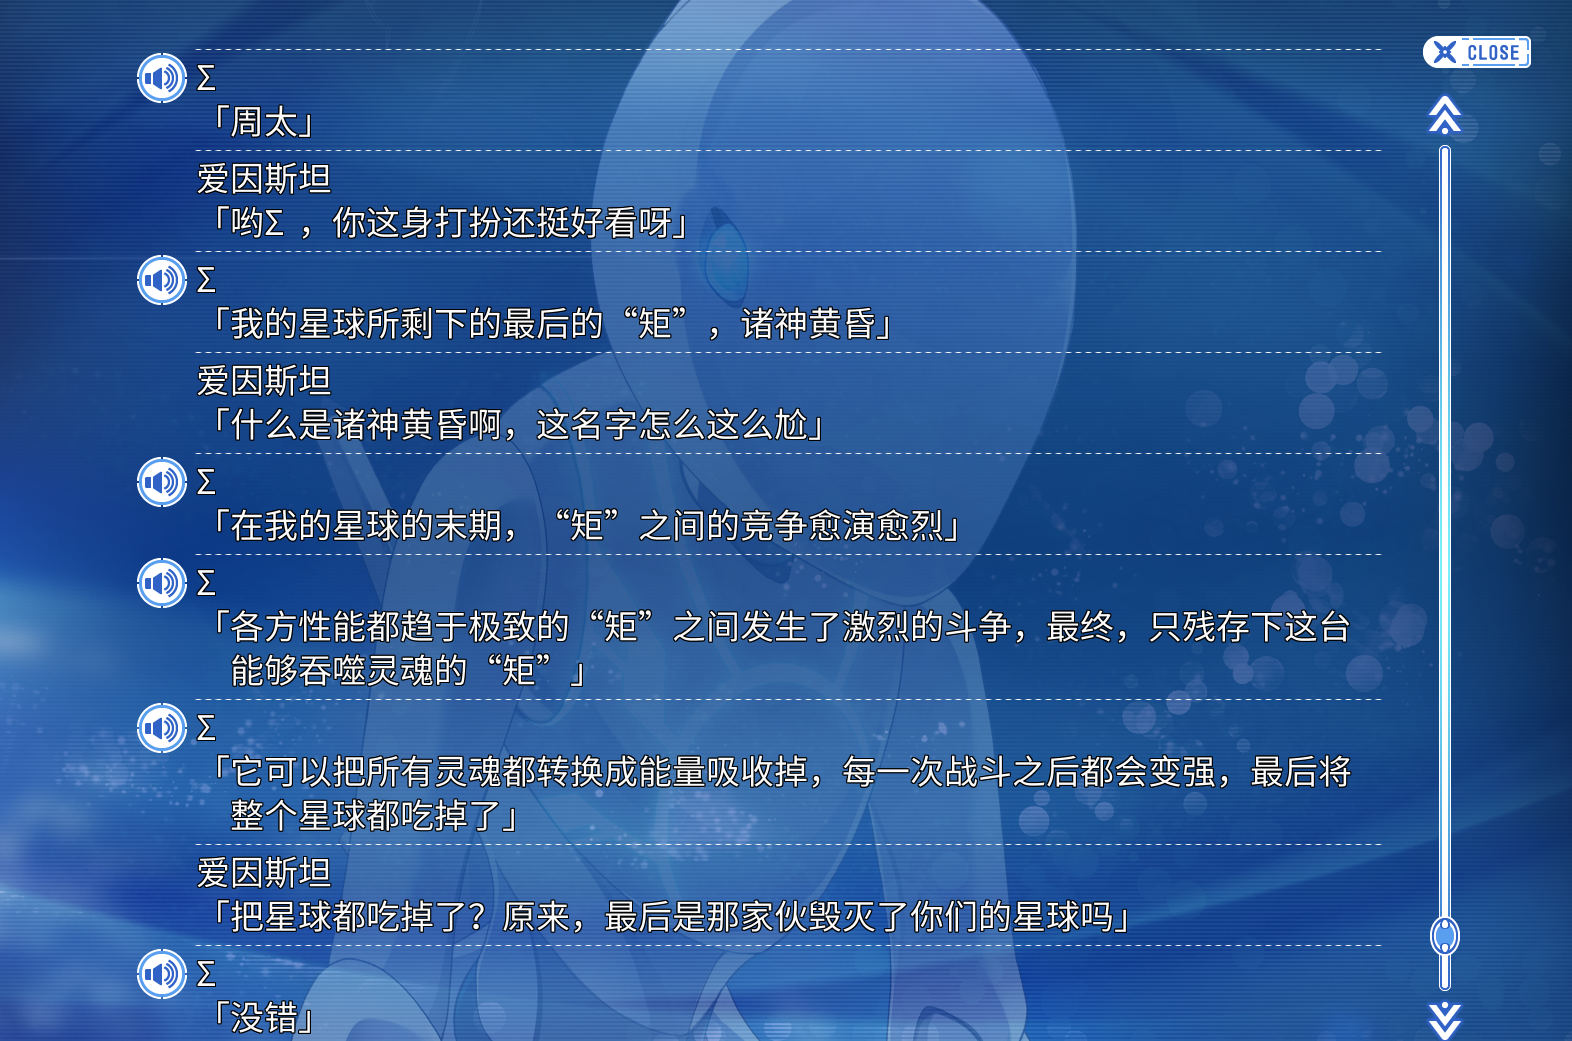 CLOSE
Σ
「周太」
爱因斯坦
「哟Σ ，你这身打扮还挺好看呀」
Σ
「我的星球所剩下的最后的“矩”，诸神黄昏」
爱因斯坦
「什么是诸神黄昏啊，这名字怎么这么尬」
Σ
「在我的星球的末期，“矩”之间的竞争愈演愈烈」
Σ
「各方性能都趋于极致的“矩”之间发生了激烈的斗争，最终，只残存下这台
能够吞噬灵魂的“矩”」
Σ
「它可以把所有灵魂都转换成能量吸收掉，每一次战斗之后都会变强，最后将
整个星球都吃掉了」
爱因斯坦
「把星球都吃掉了？原来，最后是那家伙毁灭了你们的星球吗」
Σ
「没错」